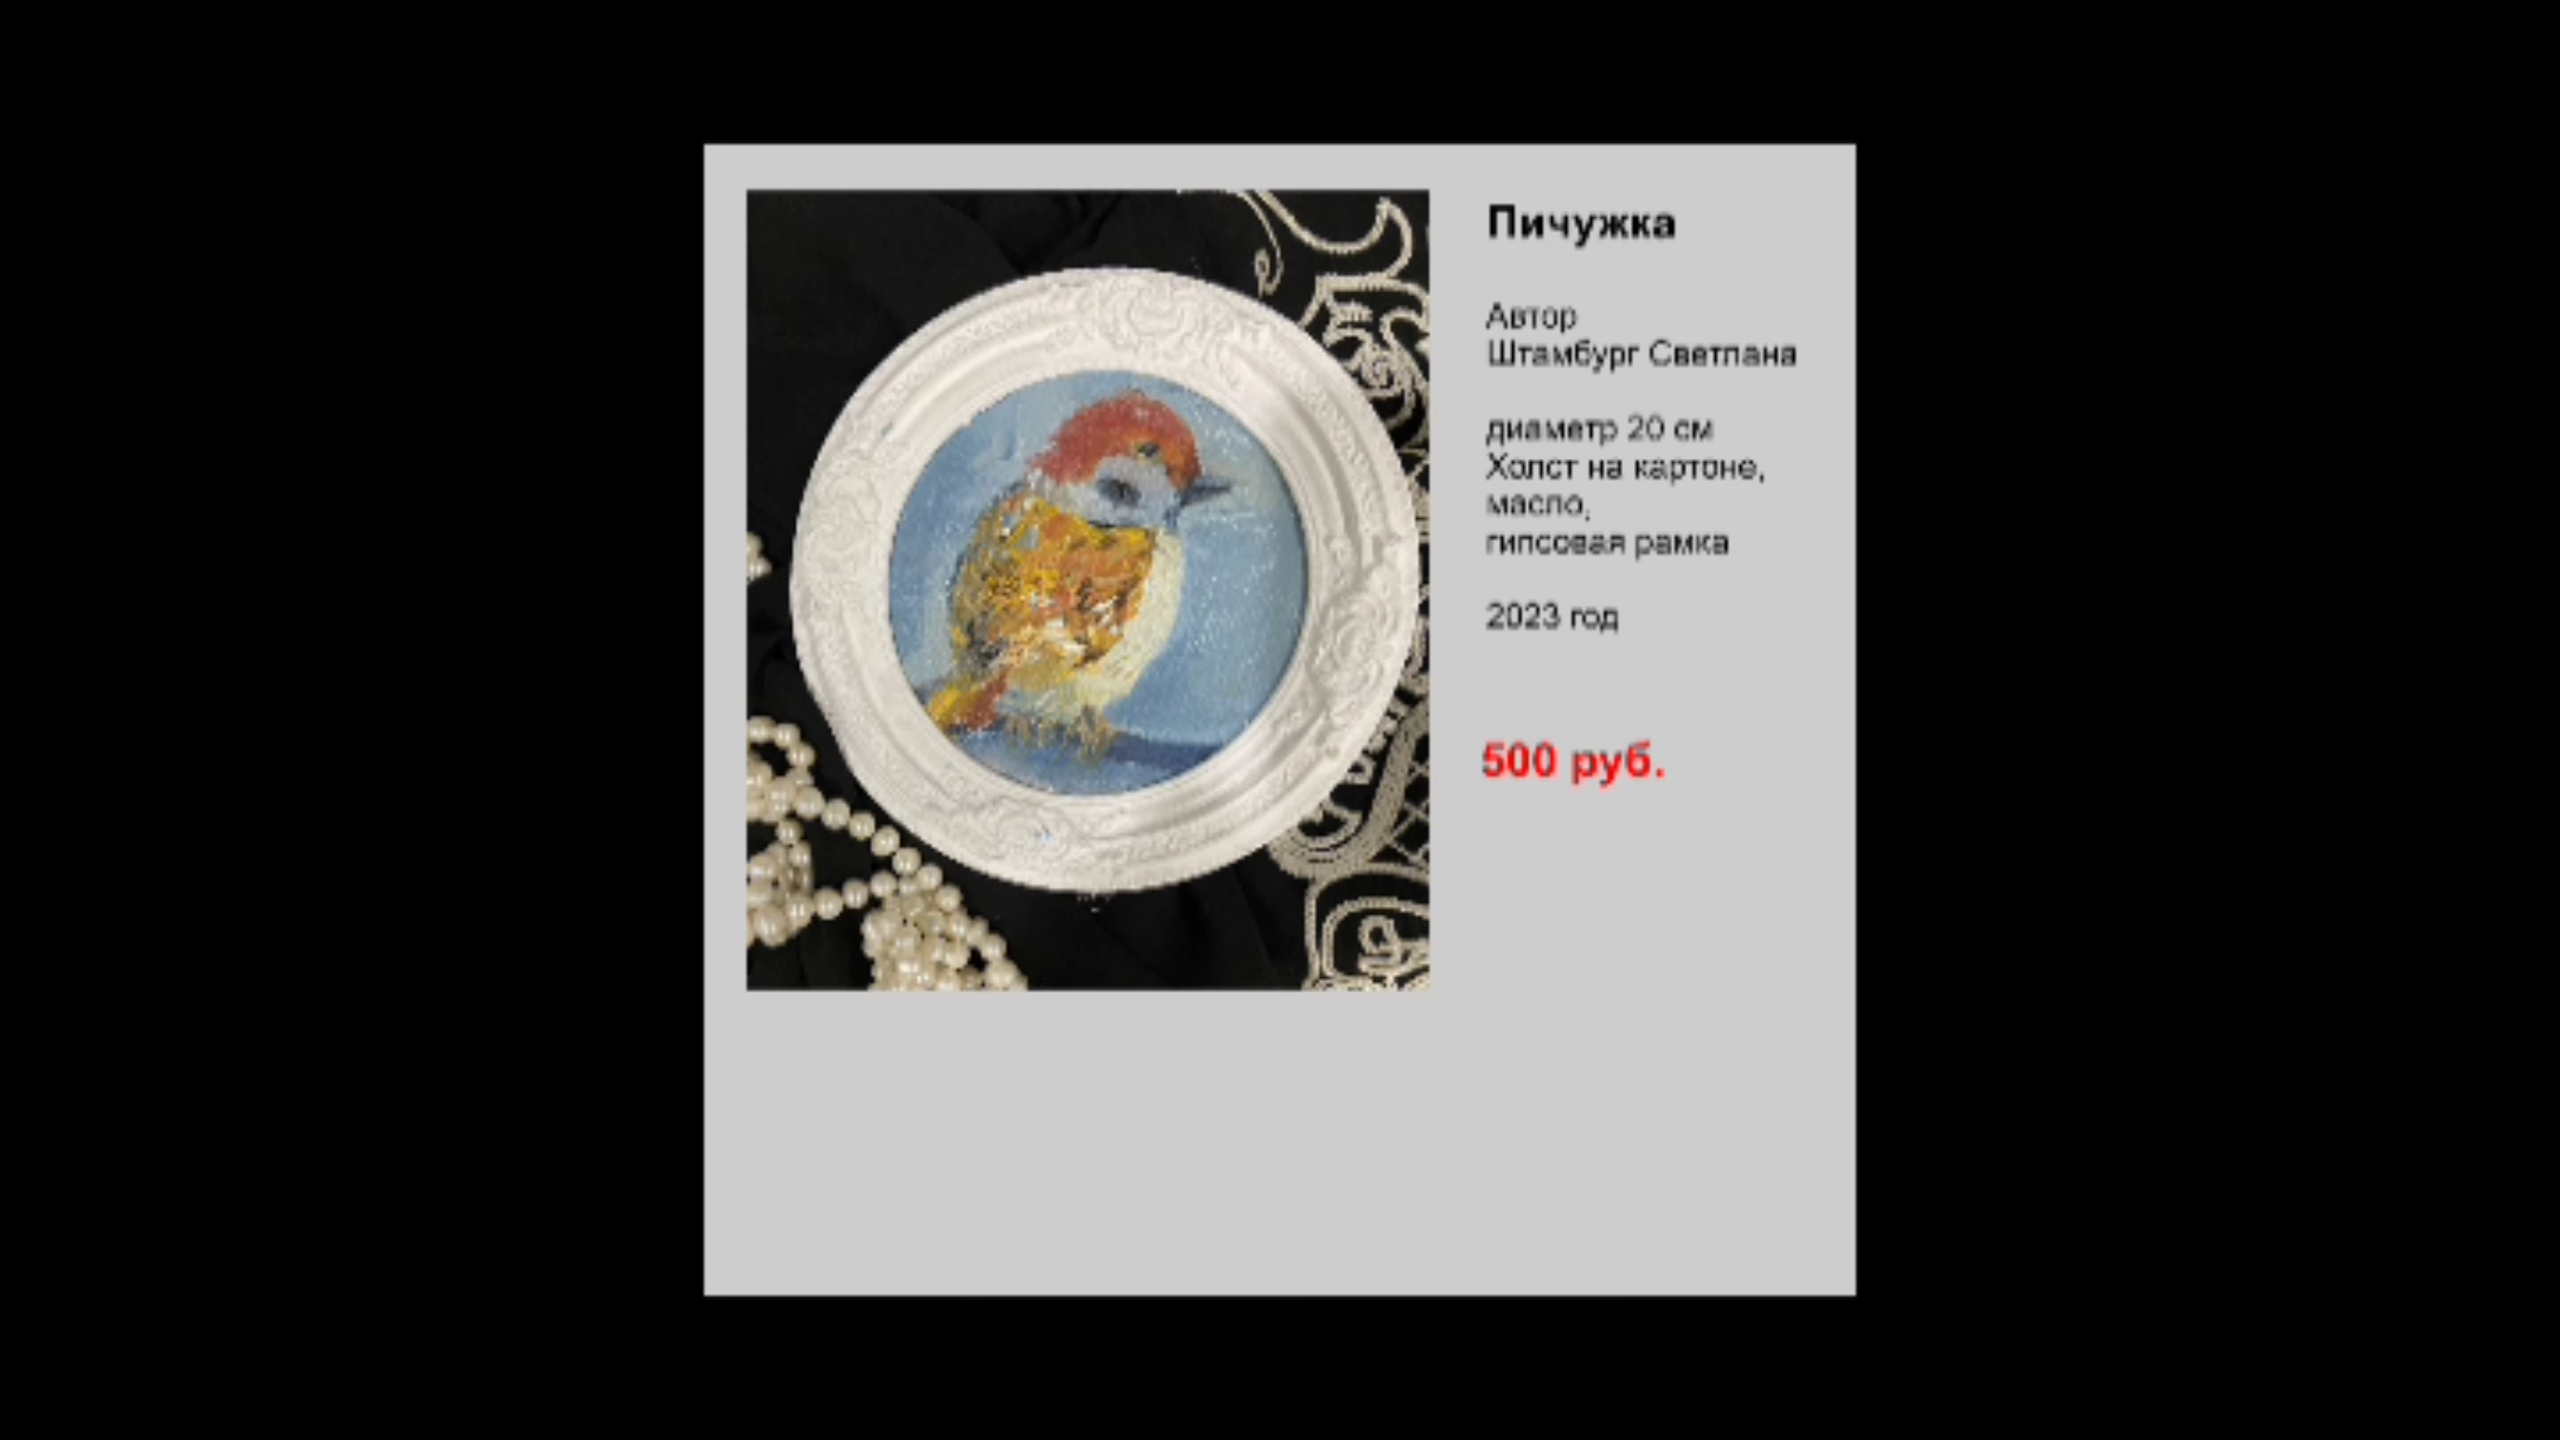 Пичужка
Автор
Штамбург Светлана
диаметр 20 см
Холст на картоне,
масло,
гипсовая рамка
2023 год
500 руб.